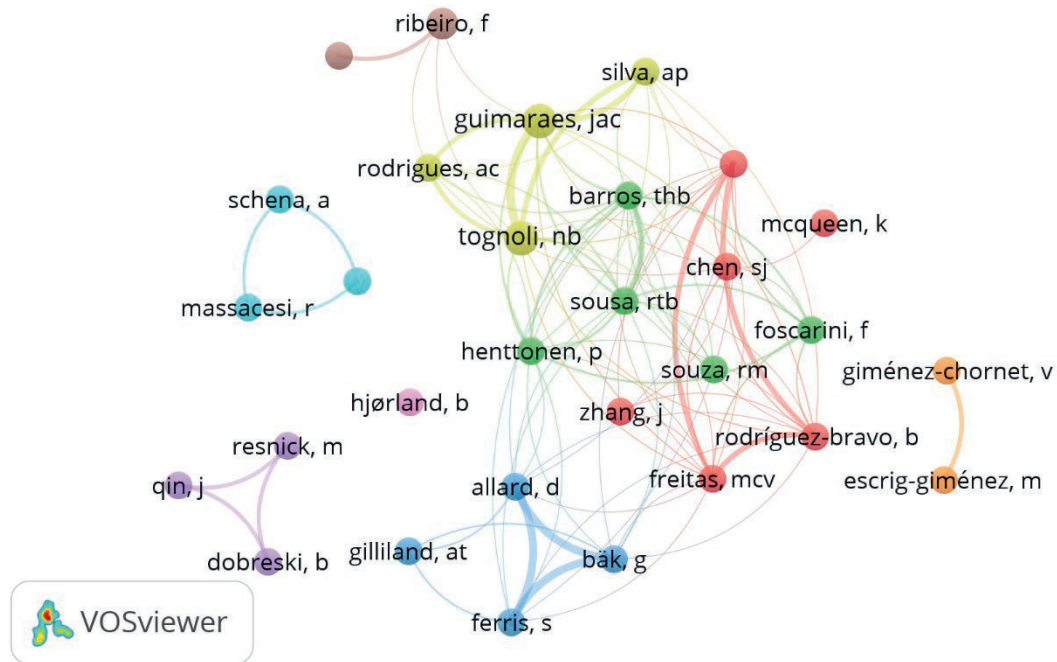 ribeiro, f
silva, ap
guimaraes, jac
rodrigues, ac
barros, thb
schena, a
mcqueen, k
tognoli, nb
chen, sj
massacesi, r
sousa, rtb
foscarini, f
henttonen, p
souza, rm
giménez-chornet, v
hjørland, b
zhang, j
resnick, m
rodríguez-bravo, b
qin, j
allard, d
freitas, mcv
escrig-giménez, m
gilliland, at
bäk, g
dobreski, b
ferris, s
VOSviewer